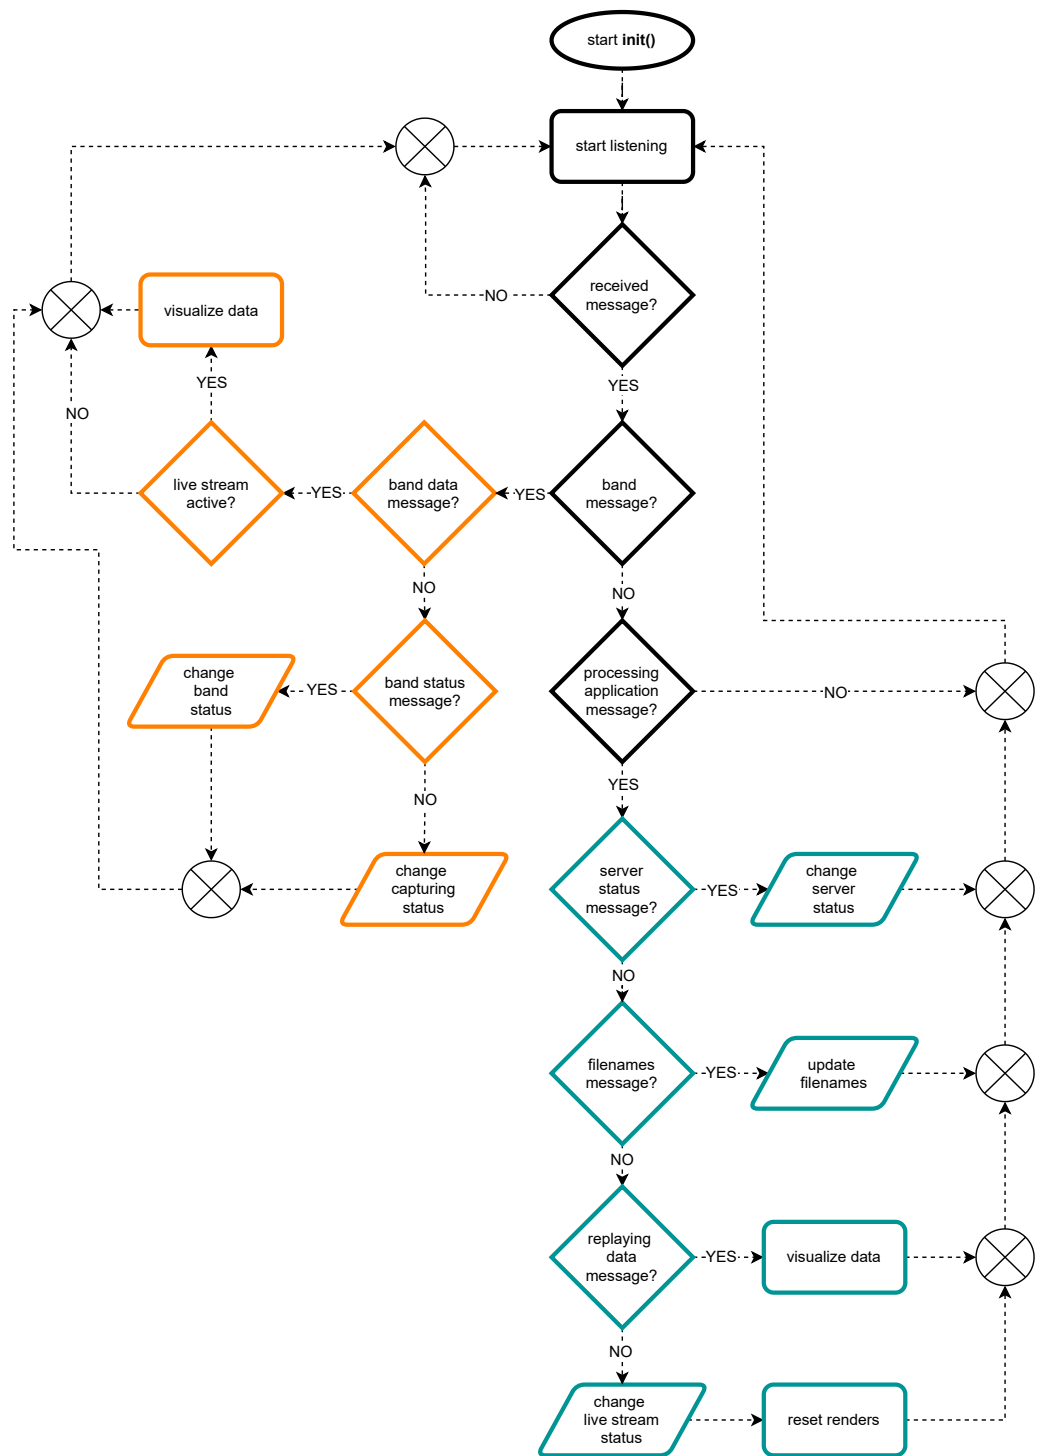 start init()
start listening
received
message?
NO
YES
visualize data
YES
NO
live stream
active?
YES
band data
message?
YES
band
message?
NO
NO
change
band
status
YES
band status
message?
processing
application
message?
NO
NO
YES
change
capturing
status
server
status
message?
YES
change
server
status
NO
filenames
message?
YES
update
filenames
NO
replaying
data
message?
YES
visualize data
NO
change
live stream
status
reset renders